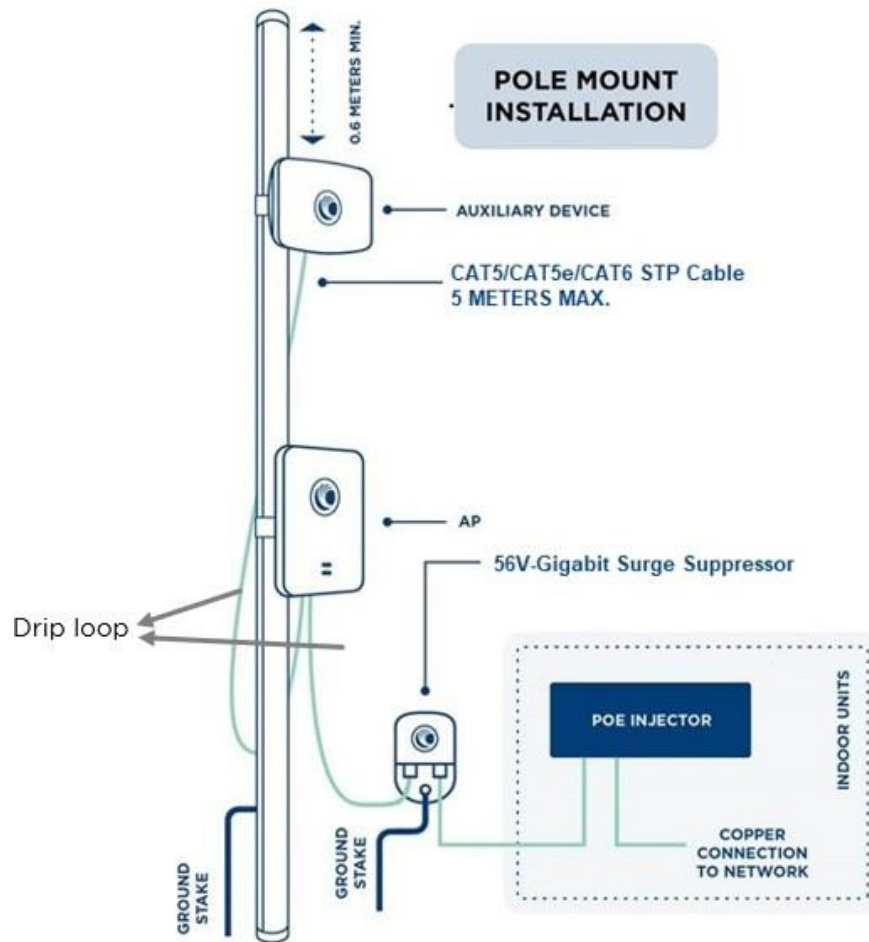 0.6 METERS MIN.
POLE MOUNT
INSTALLATION
AUXILIARY DEVICE
CAT5/CAT5e/CAT6 STP Cable
5 METERS MAX.
AP
56V-Gigabit Surge Suppressor
Drip loop
POE INJECTOR
INDOOR UNITS
COPPER
CONNECTION
TO NETWORK
GROUND
STAKE
GROUND
STAKE